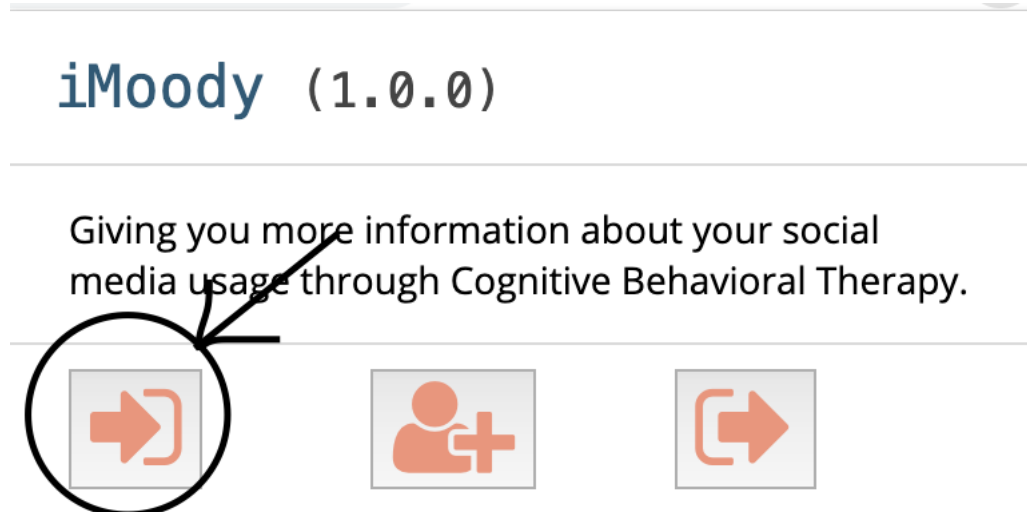 iMoody (1.0.0)
Giving you more information about your social
media usage through Cognitive Behavioral Therapy.